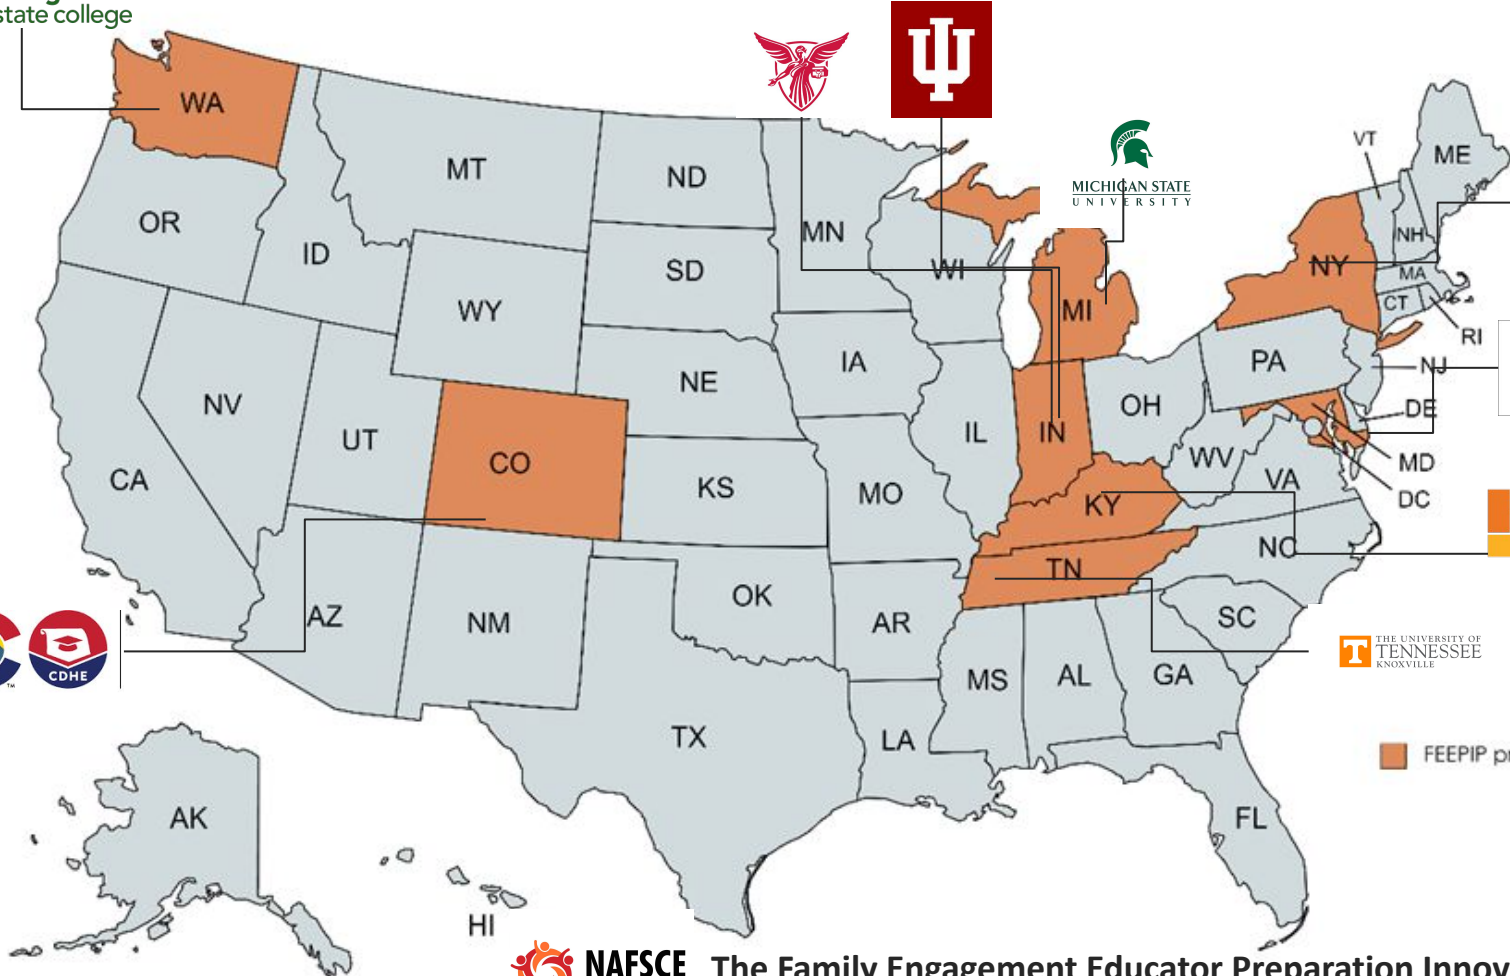 state college
WA
MT
ND
VT
ME
MICHIGAN STATE
UNIVERSITY
OR
ID
MN
NH
SD
WI
NY
MA
WY
MI
CT
RI
IA
PA
NJ
NE
NV
OH
DE
UT
IL
IN
CO
WV
MD
CA
KS
MO
VA
DC
KY
NC
TN
OK
AZ
NM
AR
SC
THE UNIVERSITY OF
TENNESSEE
KNOXVILLE
CDHE
TM
MS
AL
GA
TX
LA
FEEPIP
AK
FL
HI
NAFSCE
The Family Engagement Educator Preparation